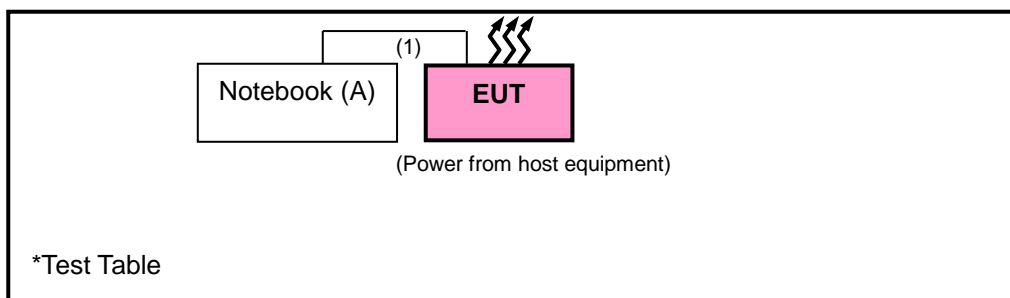 (1)
Notebook (A)
EUT
(Power from host equipment)
*Test Table